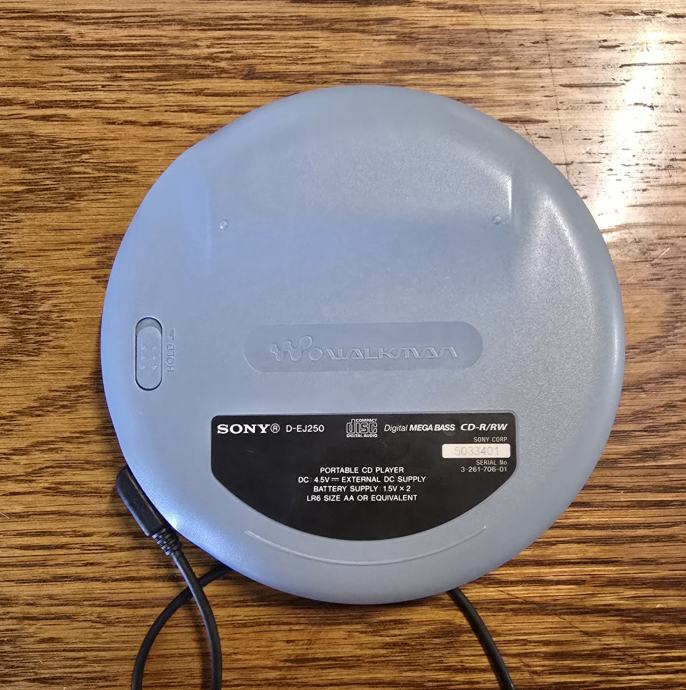 WALKMAN
HOLD
SONY® D-EJ250 COMPACT disc DIGITAL AUDIO Digital MEGA BASS CD-R/RW
SONY CORP.
5033401
SERIAL No.
3-261-706-01
PORTABLE CD PLAYER
DC : 4.5V ⎓ EXTERNAL DC SUPPLY
BATTERY SUPPLY : 1.5V × 2
LR6 SIZE AA OR EQUIVALENT